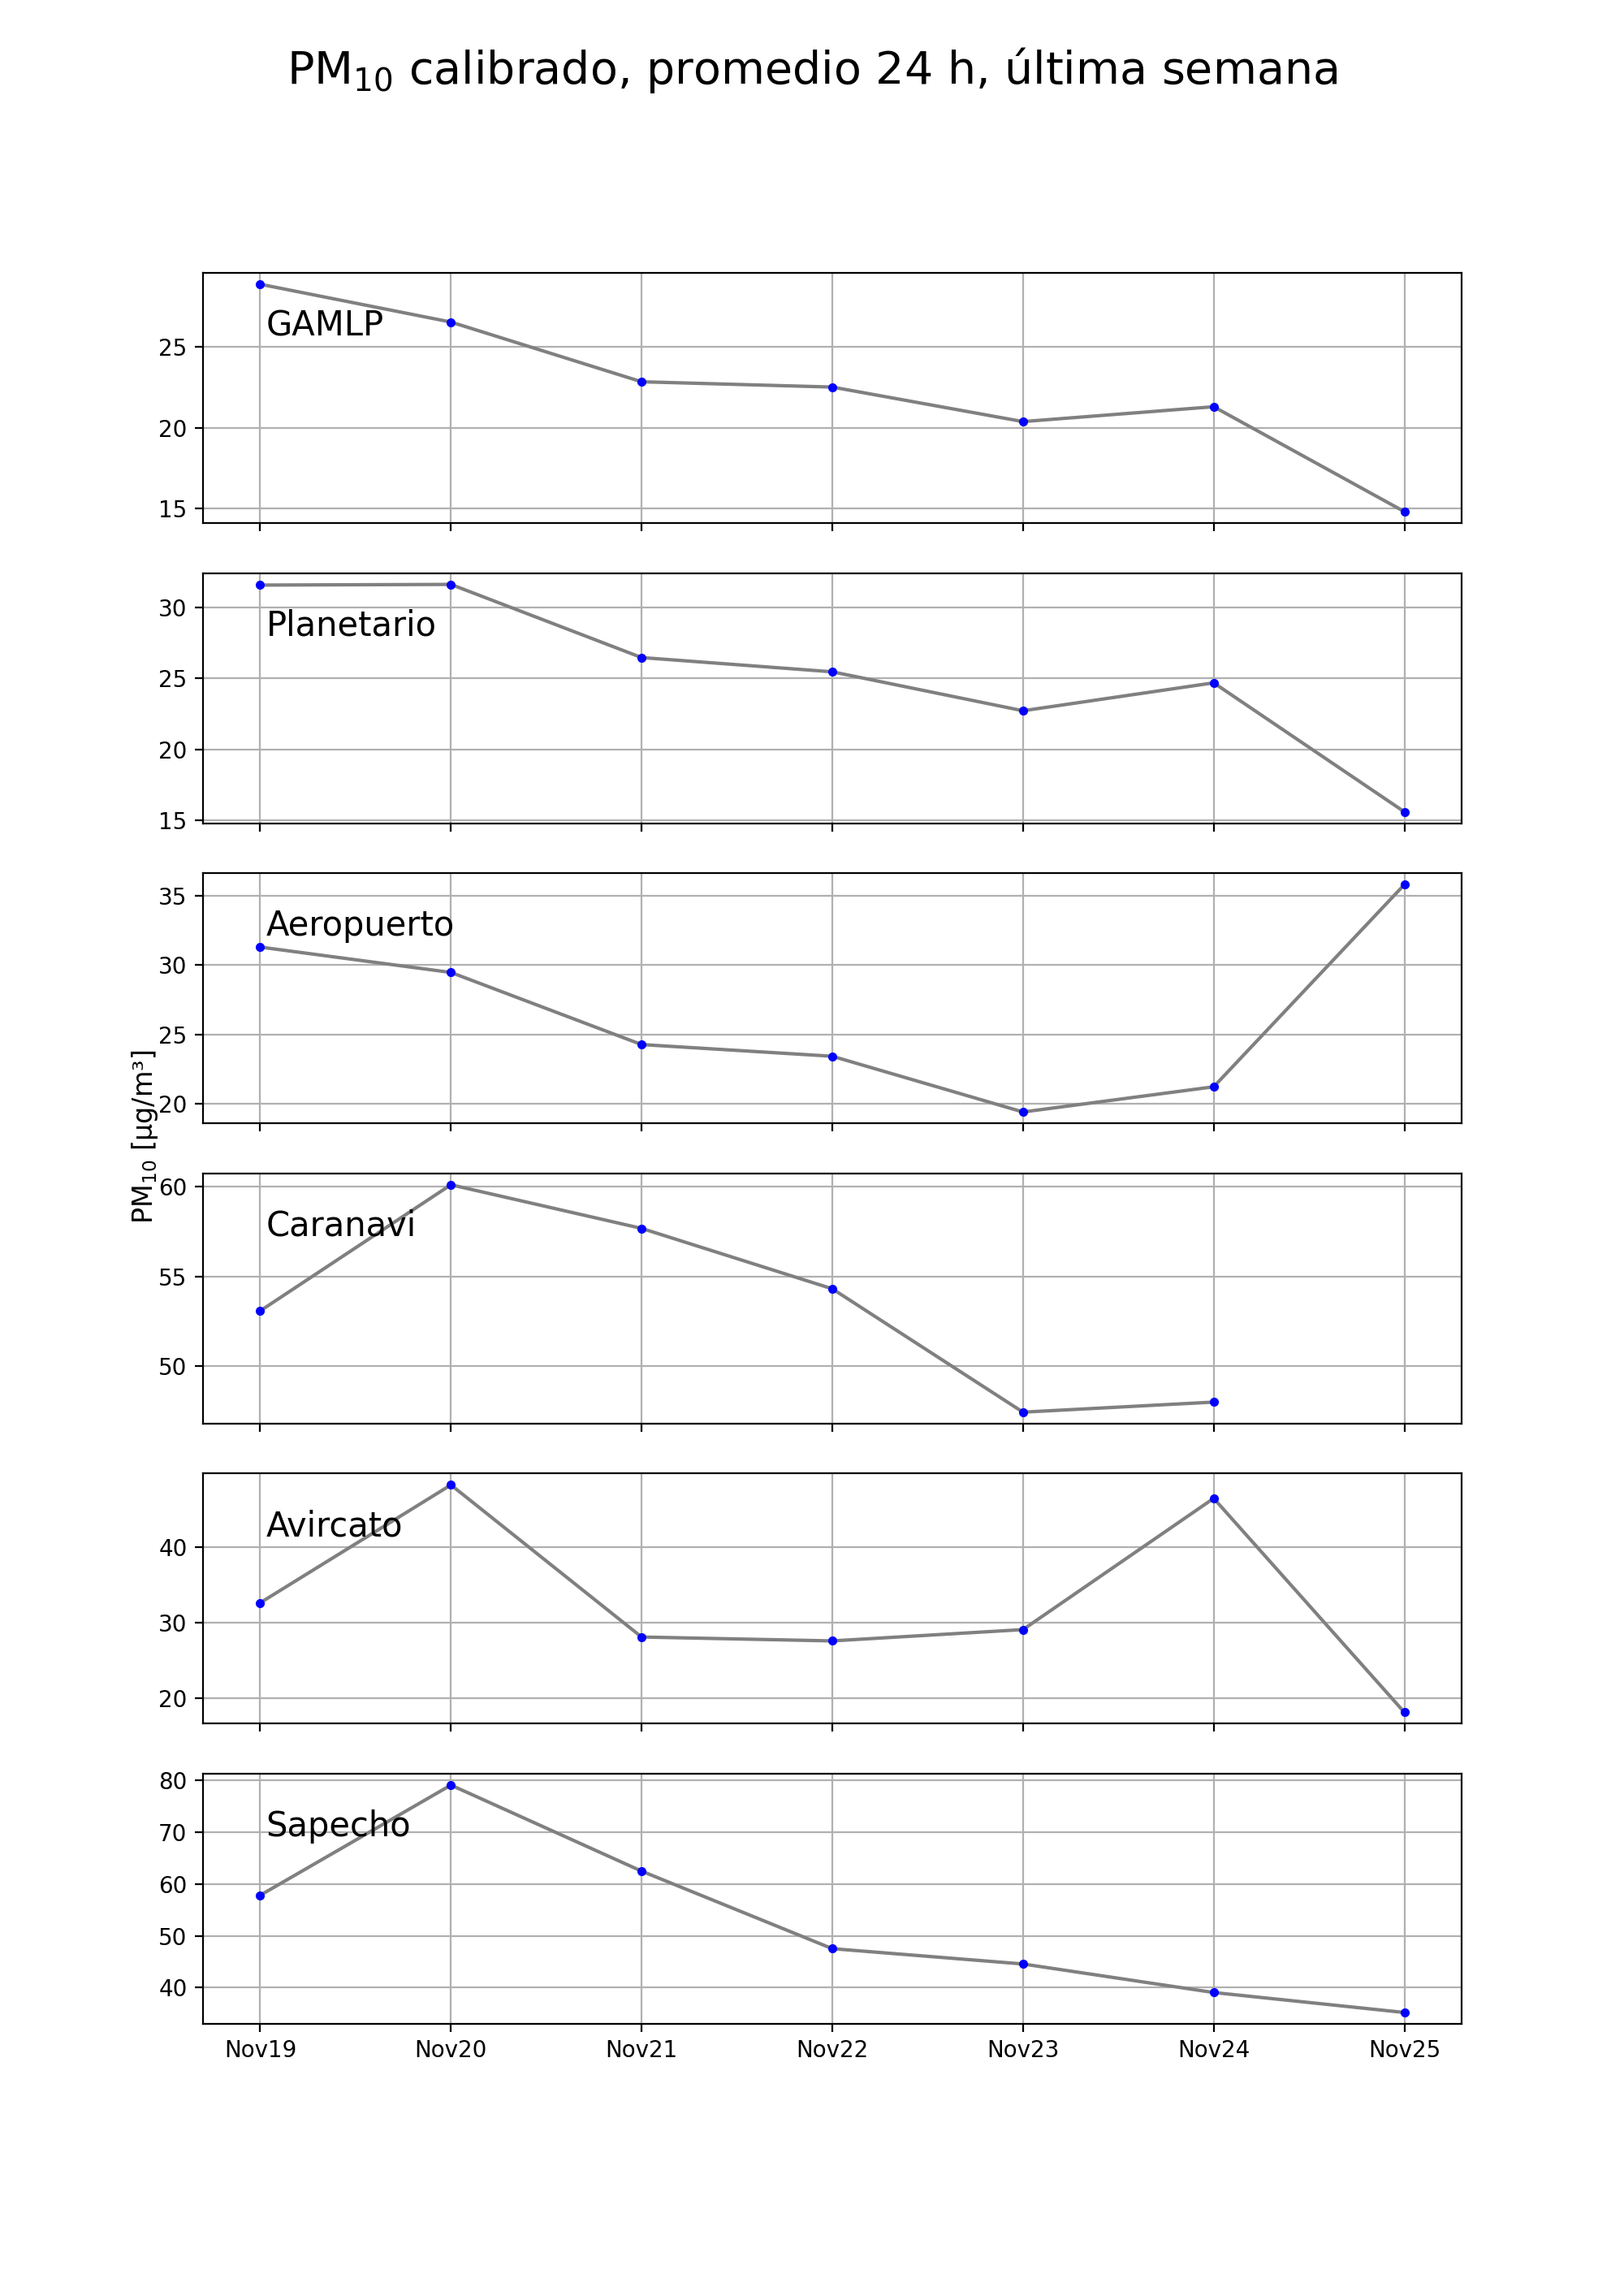 PM₁₀ calibrado, promedio 24 h, última semana
GAMLP
25
20
15
Planetario
30
25
20
15
Aeropuerto
35
30
25
20
PM₁₀ [µg/m³]
Caranavi
60
55
50
Avircato
40
30
20
Sapecho
80
70
60
50
40
Nov19 Nov20 Nov21 Nov22 Nov23 Nov24 Nov25